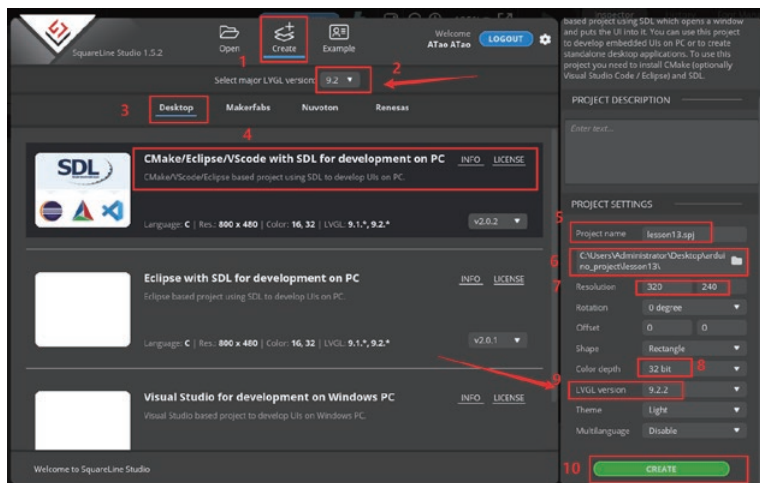 SquareLine Studio 1.5.2
Open
Create
Example
Welcome
ATao ATao
LOGOUT
1
Select major LVGL version:
9.2
2
3
Desktop
Makerfabs
Nuvoton
Renesas
4
SDL
CMake/Eclipse/VScode with SDL for development on PC
INFO
LICENSE
CMake/VScode/Eclipse based project using SDL to develop UIs on PC.
Language: C | Res.: 800 x 480 | Color: 16, 32 | LVGL: 9.1.*, 9.2.*
v2.0.2
Eclipse with SDL for development on PC
INFO
LICENSE
Eclipse based project using SDL to develop UIs on PC.
Language: C | Res.: 800 x 480 | Color: 16, 32 | LVGL: 9.1.*, 9.2.*
v2.0.1
Visual Studio for development on Windows PC
INFO
LICENSE
Visual Studio based project to develop UIs on Windows PC.
Welcome to SquareLine Studio
based project using SDL which opens a window
and puts the UI into it. You can use this project
to develop embedded UIs on PC or to create
standalone desktop applications. To use this
project you need to install CMake (optionally
Visual Studio Code / Eclipse) and SDL.
PROJECT DESCRIPTION
Enter text...
PROJECT SETTINGS
5
Project name
lesson13.spj
6
C:\Users\Administrator\Desktop\ardui
no_project\lesson13\
7
Resolution
320
240
Rotation
0 degree
Offset
0
0
Shape
Rectangle
Color depth
32 bit
8
9
LVGL version
9.2.2
Theme
Light
Multilanguage
Disable
10
CREATE